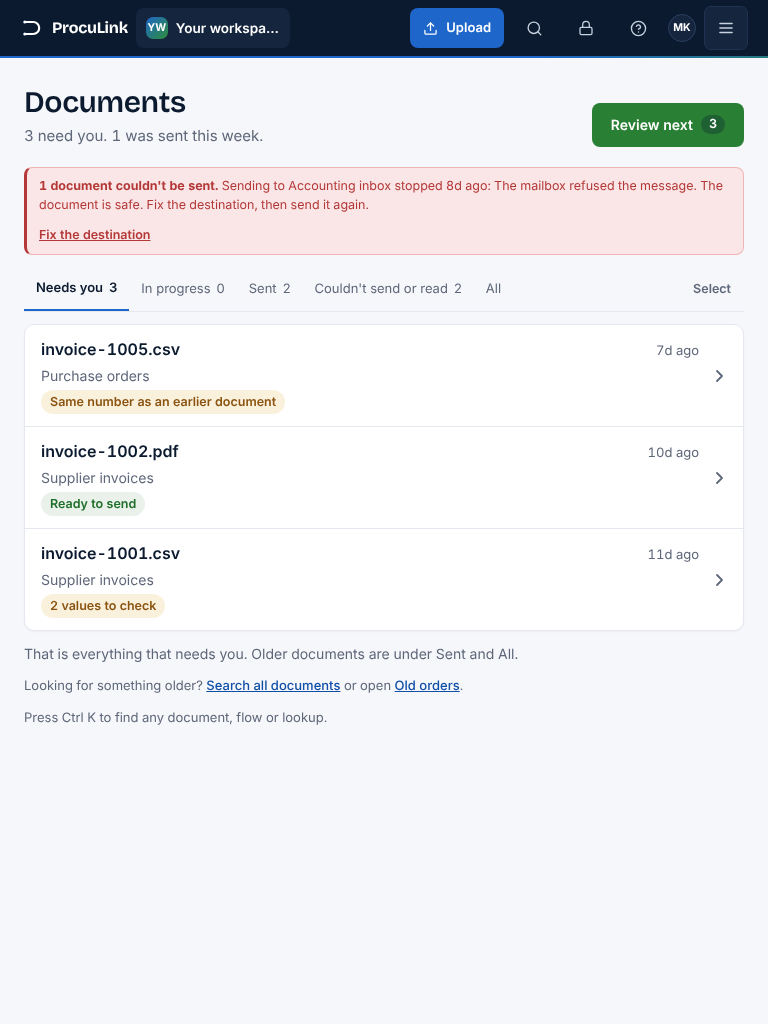 ProcuLink
YW
Your workspa...
Upload
MK
Documents
3 need you. 1 was sent this week.
Review next 3
1 document couldn't be sent. Sending to Accounting inbox stopped 8d ago: The mailbox refused the message. The
document is safe. Fix the destination, then send it again.
Fix the destination
Needs you 3
In progress 0
Sent 2
Couldn't send or read 2
All
Select
invoice-1005.csv
7d ago
Purchase orders
Same number as an earlier document
invoice-1002.pdf
10d ago
Supplier invoices
Ready to send
invoice-1001.csv
11d ago
Supplier invoices
2 values to check
That is everything that needs you. Older documents are under Sent and All.
Looking for something older? Search all documents or open Old orders.
Press Ctrl K to find any document, flow or lookup.